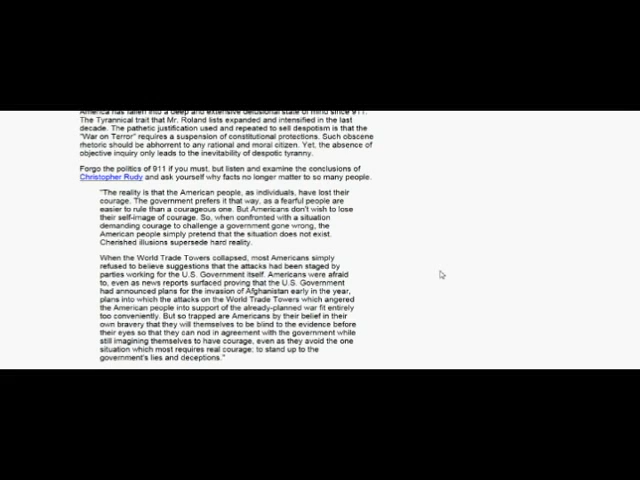 America has fallen into a deep and extensive delusional state of mind since 911.
The Tyrannical trait that Mr. Roland lists expanded and intensified in the last
decade. The pathetic justification used and repeated to sell despotism is that the
"War on Terror" requires a suspension of constitutional protections. Such obscene
rhetoric should be abhorrent to any rational and moral citizen. Yet, the absence of
objective inquiry only leads to the inevitability of despotic tyranny.
Forgo the politics of 911 if you must, but listen and examine the conclusions of
Christopher Rudy and ask yourself why facts no longer matter to so many people.
"The reality is that the American people, as individuals, have lost their
courage. The government prefers it that way, as a fearful people are
easier to rule than a courageous one. But Americans don't wish to lose
their self-image of courage. So, when confronted with a situation
demanding courage to challenge a government gone wrong, the
American people simply pretend that the situation does not exist.
Cherished illusions supersede hard reality.
When the World Trade Towers collapsed, most Americans simply
refused to believe suggestions that the attacks had been staged by
parties working for the U.S. Government itself. Americans were afraid
to, even as news reports surfaced proving that the U.S. Government
had announced plans for the invasion of Afghanistan early in the year,
plans into which the attacks on the World Trade Towers which angered
the American people into support of the already-planned war fit entirely
too conveniently. But so trapped are Americans by their belief in their
own bravery that they will themselves to be blind to the evidence before
their eyes so that they can nod in agreement with the government while
still imagining themselves to have courage, even as they avoid the one
situation which most requires real courage; to stand up to the
government's lies and deceptions."